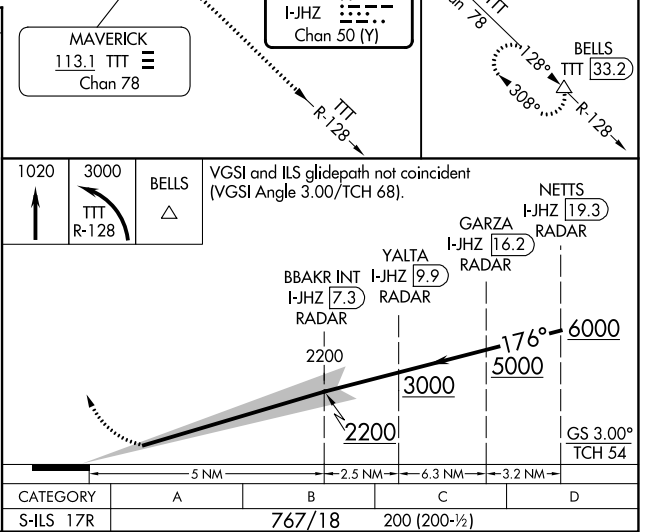 MAVERICK
113.1 TTT
Chan 78
I-JHZ
Chan 50 (Y)
TTT
R-128
TTT
128°
308°
BELLS
TTT 33.2
R-128
1020
3000
TTT
R-128
BELLS
VGSI and ILS glidepath not coincident
(VGSI Angle 3.00/TCH 68).
NETTS
I-JHZ 19.3
RADAR
GARZA
I-JHZ 16.2
RADAR
YALTA
I-JHZ 9.9
RADAR
BBAKR INT
I-JHZ 7.3
RADAR
2200
176°
6000
5000
3000
2200
GS 3.00°
TCH 54
5 NM
2.5 NM
6.3 NM
3.2 NM
CATEGORY A B C D
S-ILS 17R 767/18 200 (200-½)